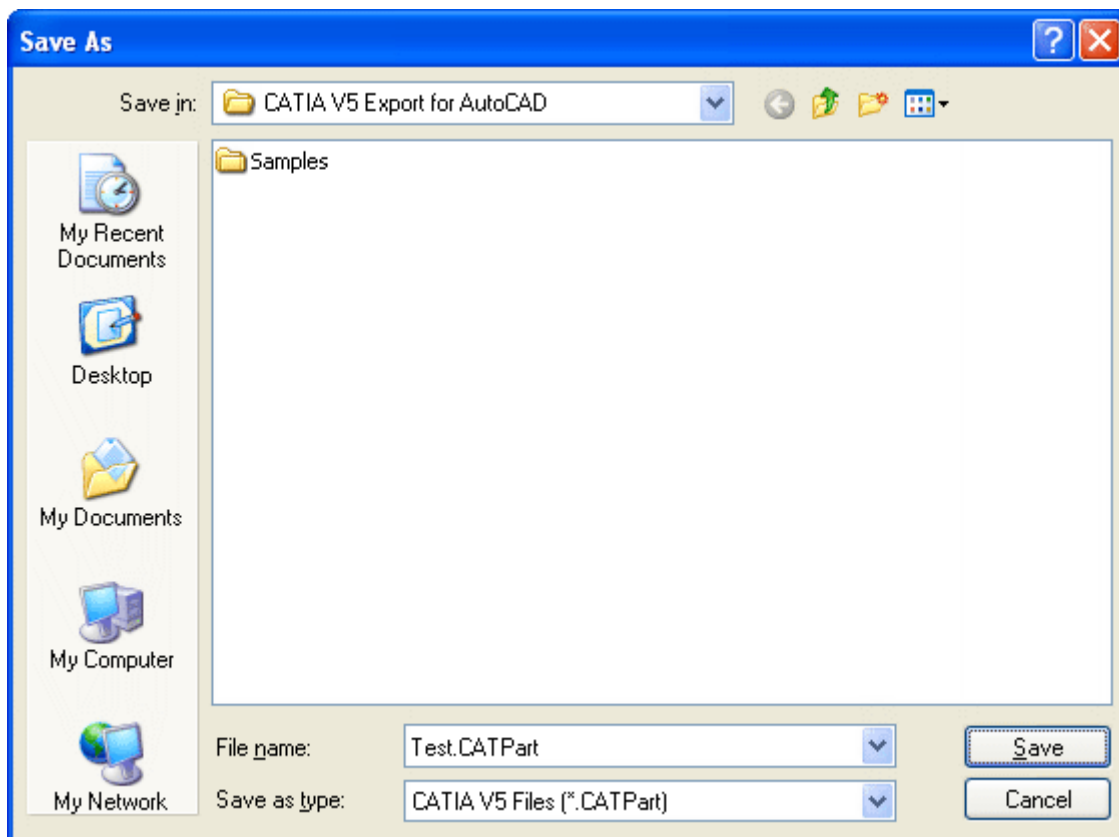 Save As
Save in: CATIA V5 Export for AutoCAD
Samples
My Recent
Documents
Desktop
My Documents
My Computer
My Network
File name: Test.CATPart Save
Save as type: CATIA V5 Files (*.CATPart) Cancel